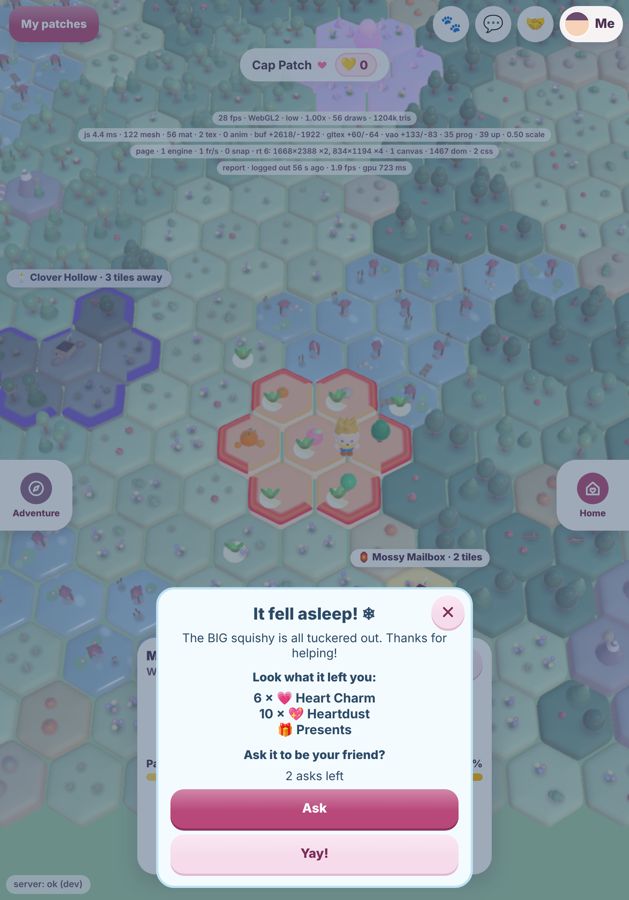 My patches
Me
Cap Patch 💛 0
28 fps · WebGL2 · low · 1.00x · 56 draws · 1204k tris
js 4.4 ms · 122 mesh · 56 mat · 2 tex · 0 anim · buf +2618/-1922 · gltex +60/-64 · vao +133/-83 · 35 prog · 39 up · 0.50 scale
page · 1 engine · 1 fr/s · 0 snap · rt 6: 1668×2388 ×2, 834×1194 ×4 · 1 canvas · 1467 dom · 2 css
report · logged out 56 s ago · 1.9 fps · gpu 723 ms
Clover Hollow · 3 tiles away
Adventure
Home
Mossy Mailbox · 2 tiles
It fell asleep! ❄
The BIG squishy is all tuckered out. Thanks for
helping!
Look what it left you:
6 × 💗 Heart Charm
10 × 💖 Heartdust
🎁 Presents
Ask it to be your friend?
2 asks left
Ask
Yay!
server: ok (dev)